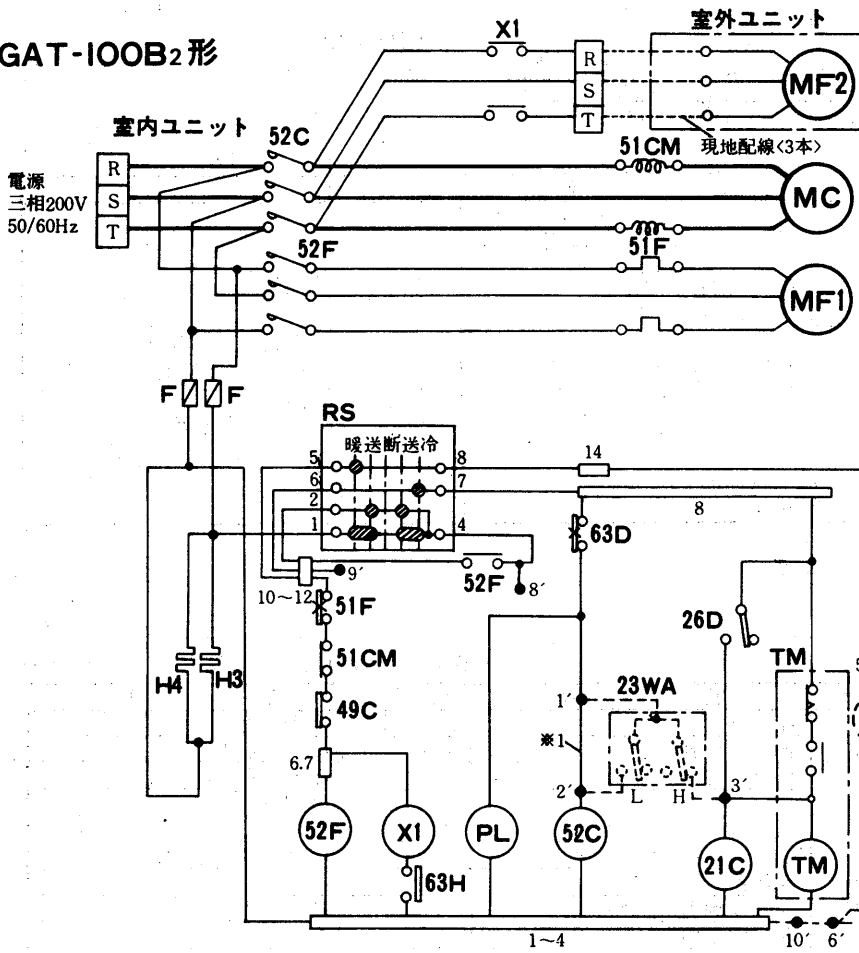 GAT-100B2形
室外ユニット
X1
R
S
T
MF2
現地配線<3本>
室内ユニット
52C
51CM
電源
三相200V
50/60Hz
R
S
T
MC
52F
51F
MF1
F
F
RS
暖送断送冷
5
6
2
1
8
7
4
14
8
63D
52F
9′
8′
10~12
51F
51CM
49C
H4
H3
26D
TM
1′
23WA
※1
6.7
2′
L
H
3′
52F
X1
PL
52C
21C
TM
63H
1~4
10′
6′